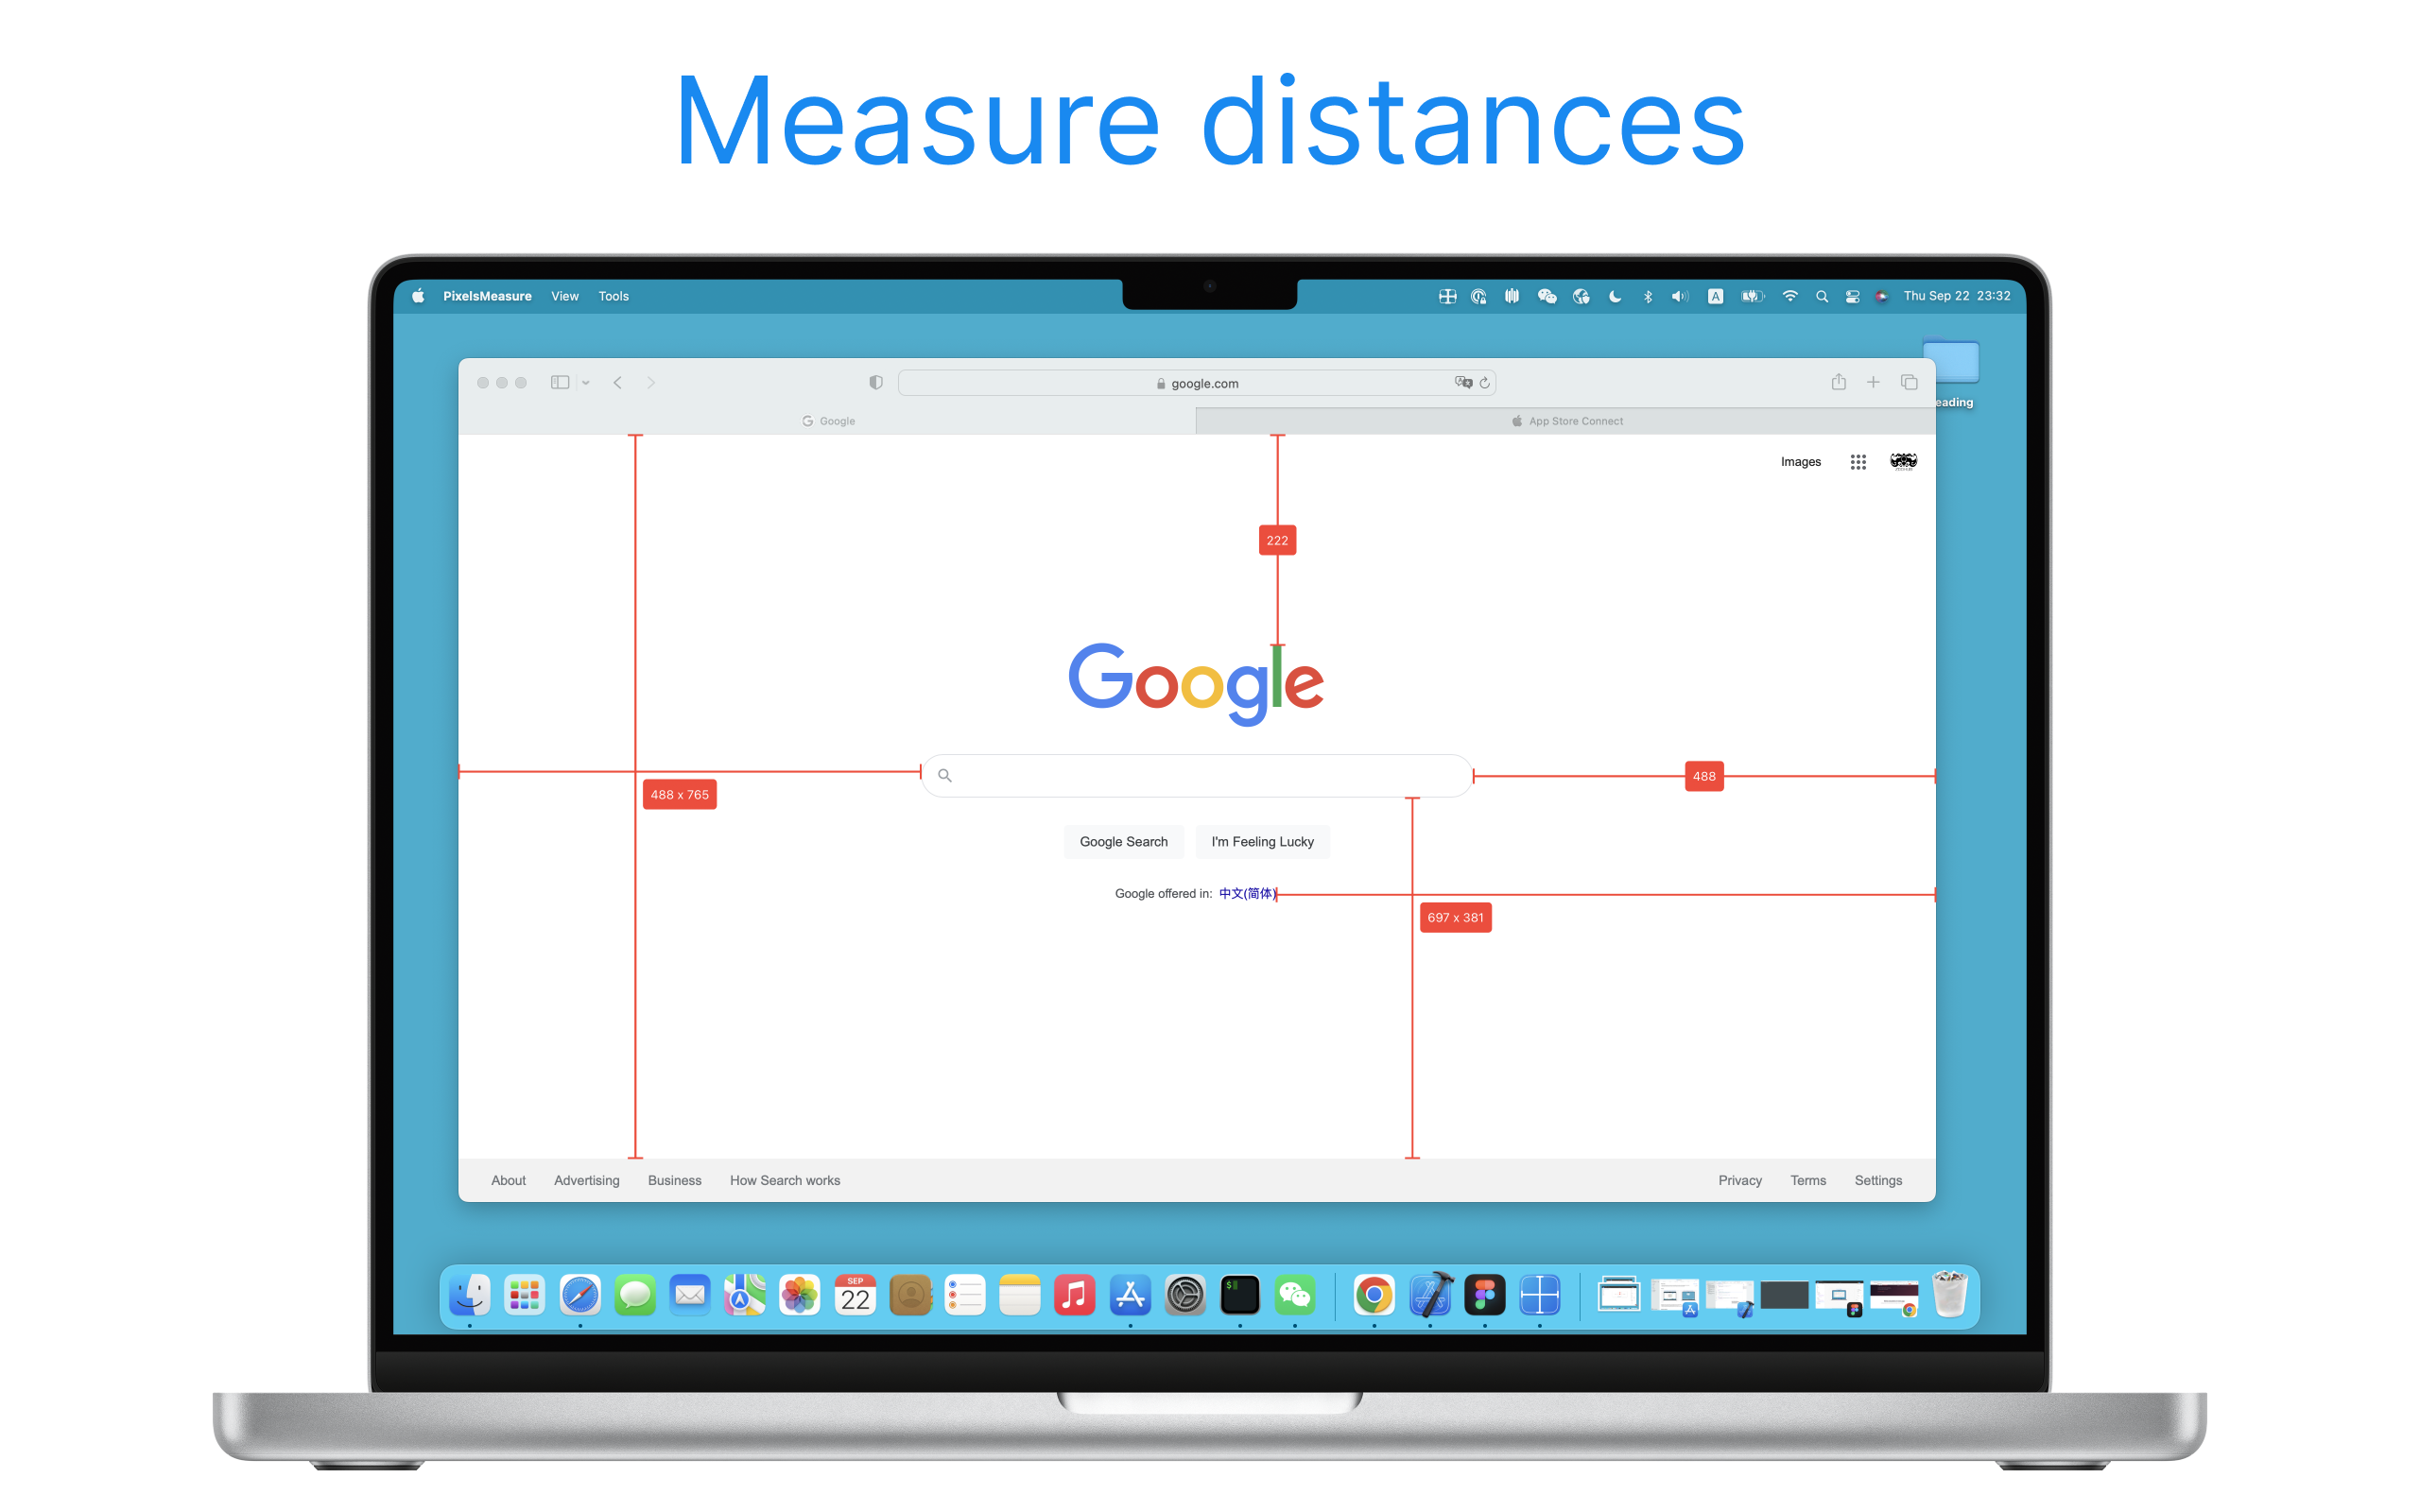 Measure distances
PixelsMeasure View Tools
A
Thu Sep 22 23:32
google.com
eading
Google
App Store Connect
Images
222
Google
488 x 765
488
Google Search
I'm Feeling Lucky
Google offered in: 中文(简体)
697 x 381
About Advertising Business How Search works
Privacy Terms Settings
SEP
22
$